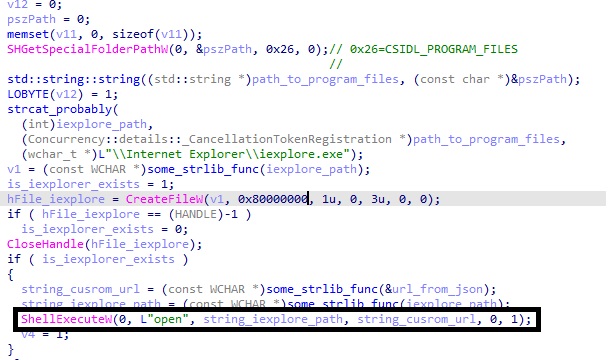 v12 = 0;
pszPath = 0;
memset(v11, 0, sizeof(v11));
SHGetSpecialFolderPathW(0, &pszPath, 0x26, 0);// 0x26=CSIDL_PROGRAM_FILES
//
std::string::string((std::string *)path_to_program_files, (const char *)&pszPath);
LOBYTE(v12) = 1;
strcat_probably(
(int)iexplore_path,
(Concurrency::details::_CancellationTokenRegistration *)path_to_program_files,
(wchar_t *)L"\\Internet Explorer\\iexplore.exe");
v1 = (const WCHAR *)some_strlib_func(iexplore_path);
is_iexplorer_exists = 1;
hFile_iexplore = CreateFileW(v1, 0x80000000, 1u, 0, 3u, 0, 0);
if ( hFile_iexplore == (HANDLE)-1 )
is_iexplorer_exists = 0;
CloseHandle(hFile_iexplore);
if ( is_iexplorer_exists )
{
string_cusrom_url = (const WCHAR *)some_strlib_func(&url_from_json);
string_iexplore_path = (const WCHAR *)some_strlib_func(iexplore_path);
ShellExecuteW(0, L"open", string_iexplore_path, string_cusrom_url, 0, 1);
v4 = 1;
}